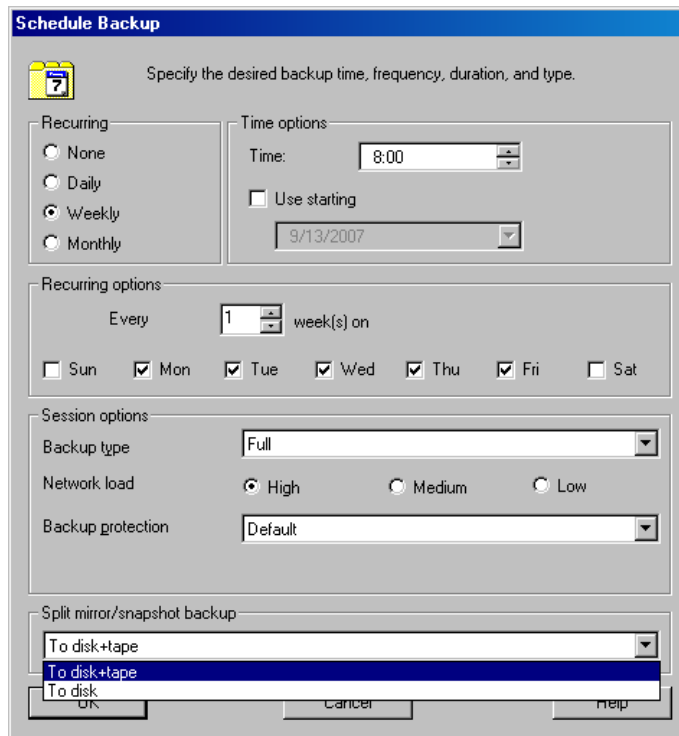 Schedule Backup
7
Specify the desired backup time, frequency, duration, and type.
Recurring
None
Daily
Weekly
Monthly
Time options
Time: 8:00
Use starting
9/13/2007
Recurring options
Every 1 week(s) on
Sun Mon Tue Wed Thu Fri Sat
Session options
Backup type Full
Network load High Medium Low
Backup protection Default
Split mirror/snapshot backup
To disk+tape
To disk+tape
To disk
OK Cancel Help